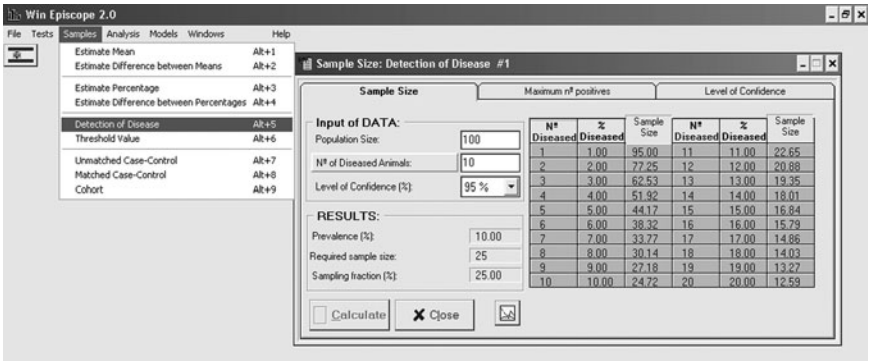 Win Episcope 2.0
File Tests Samples Analysis Models Windows Help
Estimate Mean Alt+1
Estimate Difference between Means Alt+2
Estimate Percentage Alt+3
Estimate Difference between Percentages Alt+4
Detection of Disease Alt+5
Threshold Value Alt+6
Unmatched Case-Control Alt+7
Matched Case-Control Alt+8
Cohort Alt+9
Sample Size: Detection of Disease #1
Sample Size Maximum nº positives Level of Confidence
Input of DATA:
Population Size: 100
Nº of Diseased Animals: 10
Level of Confidence (%): 95 %
RESULTS:
Prevalence (%): 10.00
Required sample size: 25
Sampling fraction (%): 25.00
Calculate Close
Nº Diseased % Diseased Sample Size Nº Diseased % Diseased Sample Size
1 1.00 95.00 11 11.00 22.65
2 2.00 77.25 12 12.00 20.88
3 3.00 62.53 13 13.00 19.35
4 4.00 51.92 14 14.00 18.01
5 5.00 44.17 15 15.00 16.84
6 6.00 38.32 16 16.00 15.79
7 7.00 33.77 17 17.00 14.86
8 8.00 30.14 18 18.00 14.03
9 9.00 27.18 19 19.00 13.27
10 10.00 24.72 20 20.00 12.59